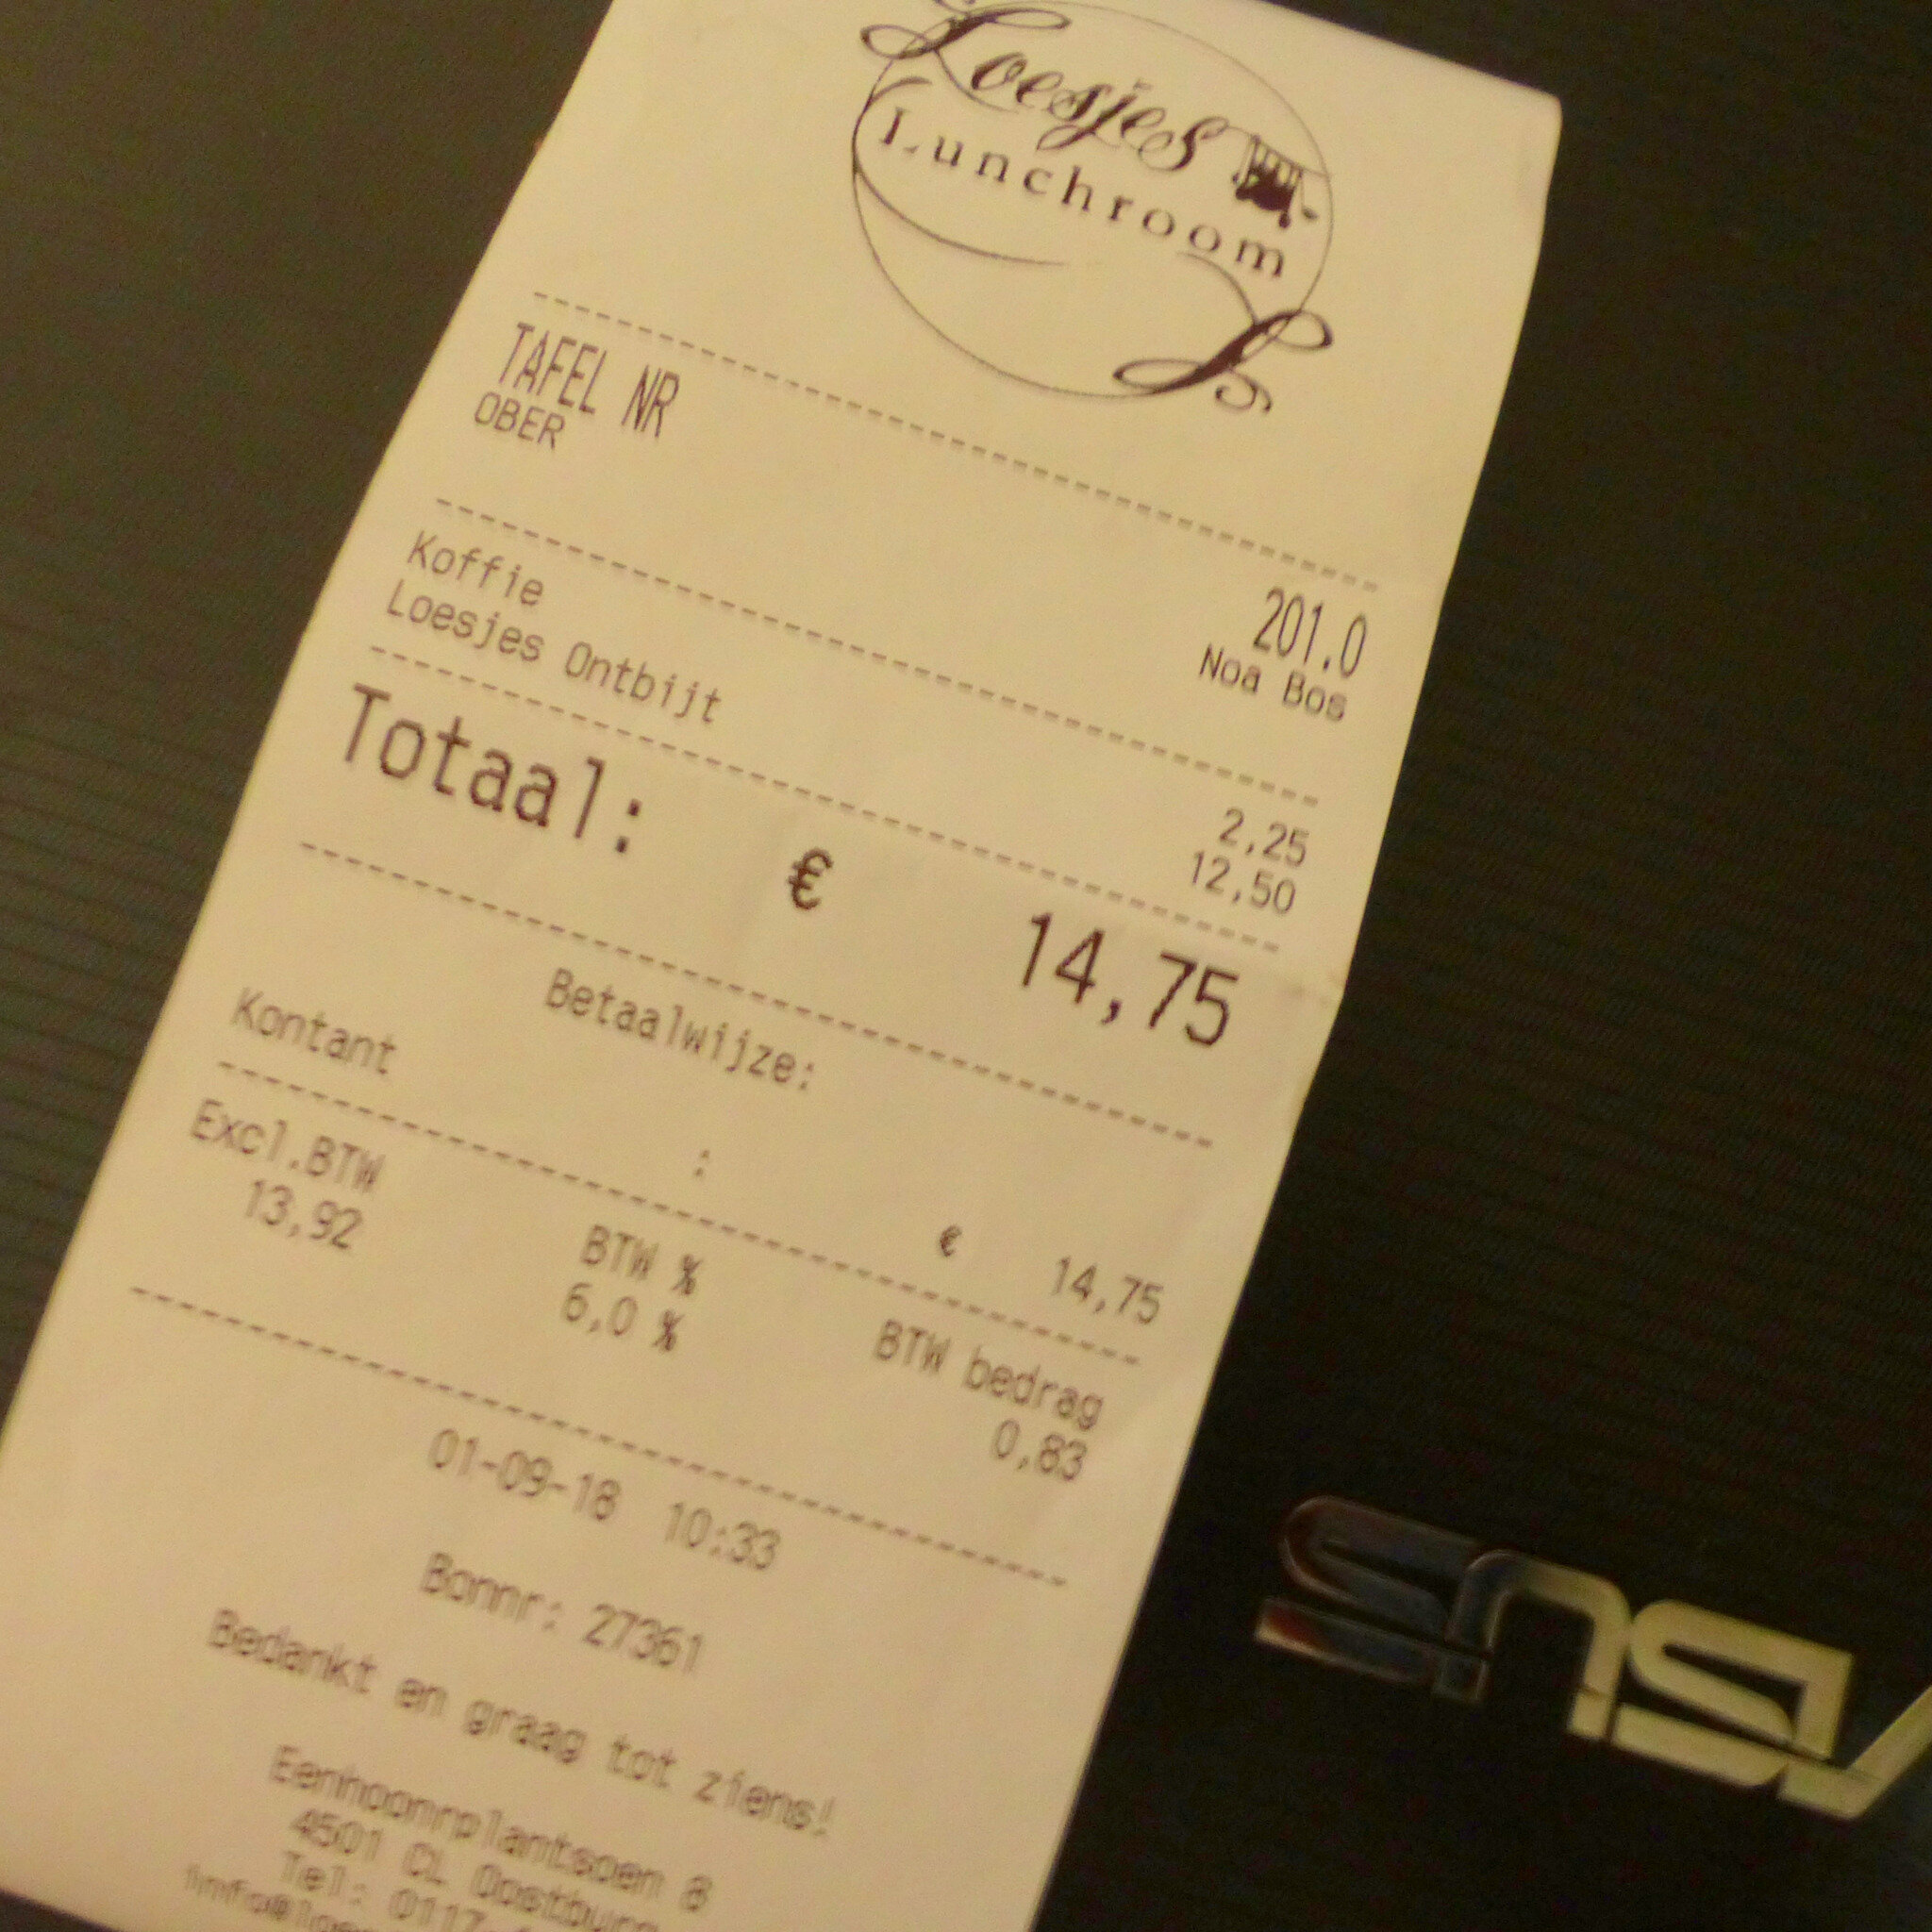 Loesjes
Lunchroom
TAFEL NR 201.0
OBER Noa Bos
Koffie 2,25
Loesjes Ontbijt 12,50
Totaal: € 14,75
Betaalwijze:
Kontant : € 14,75
Excl.BTW BTW % BTW bedrag
13,92 6,0 % 0,83
01-09-18 10:33
Bonnr: 27361
Bedankt en graag tot ziens!
Eenhoornplantsoen 8
4501 CL Oostburg
Tel: 0117